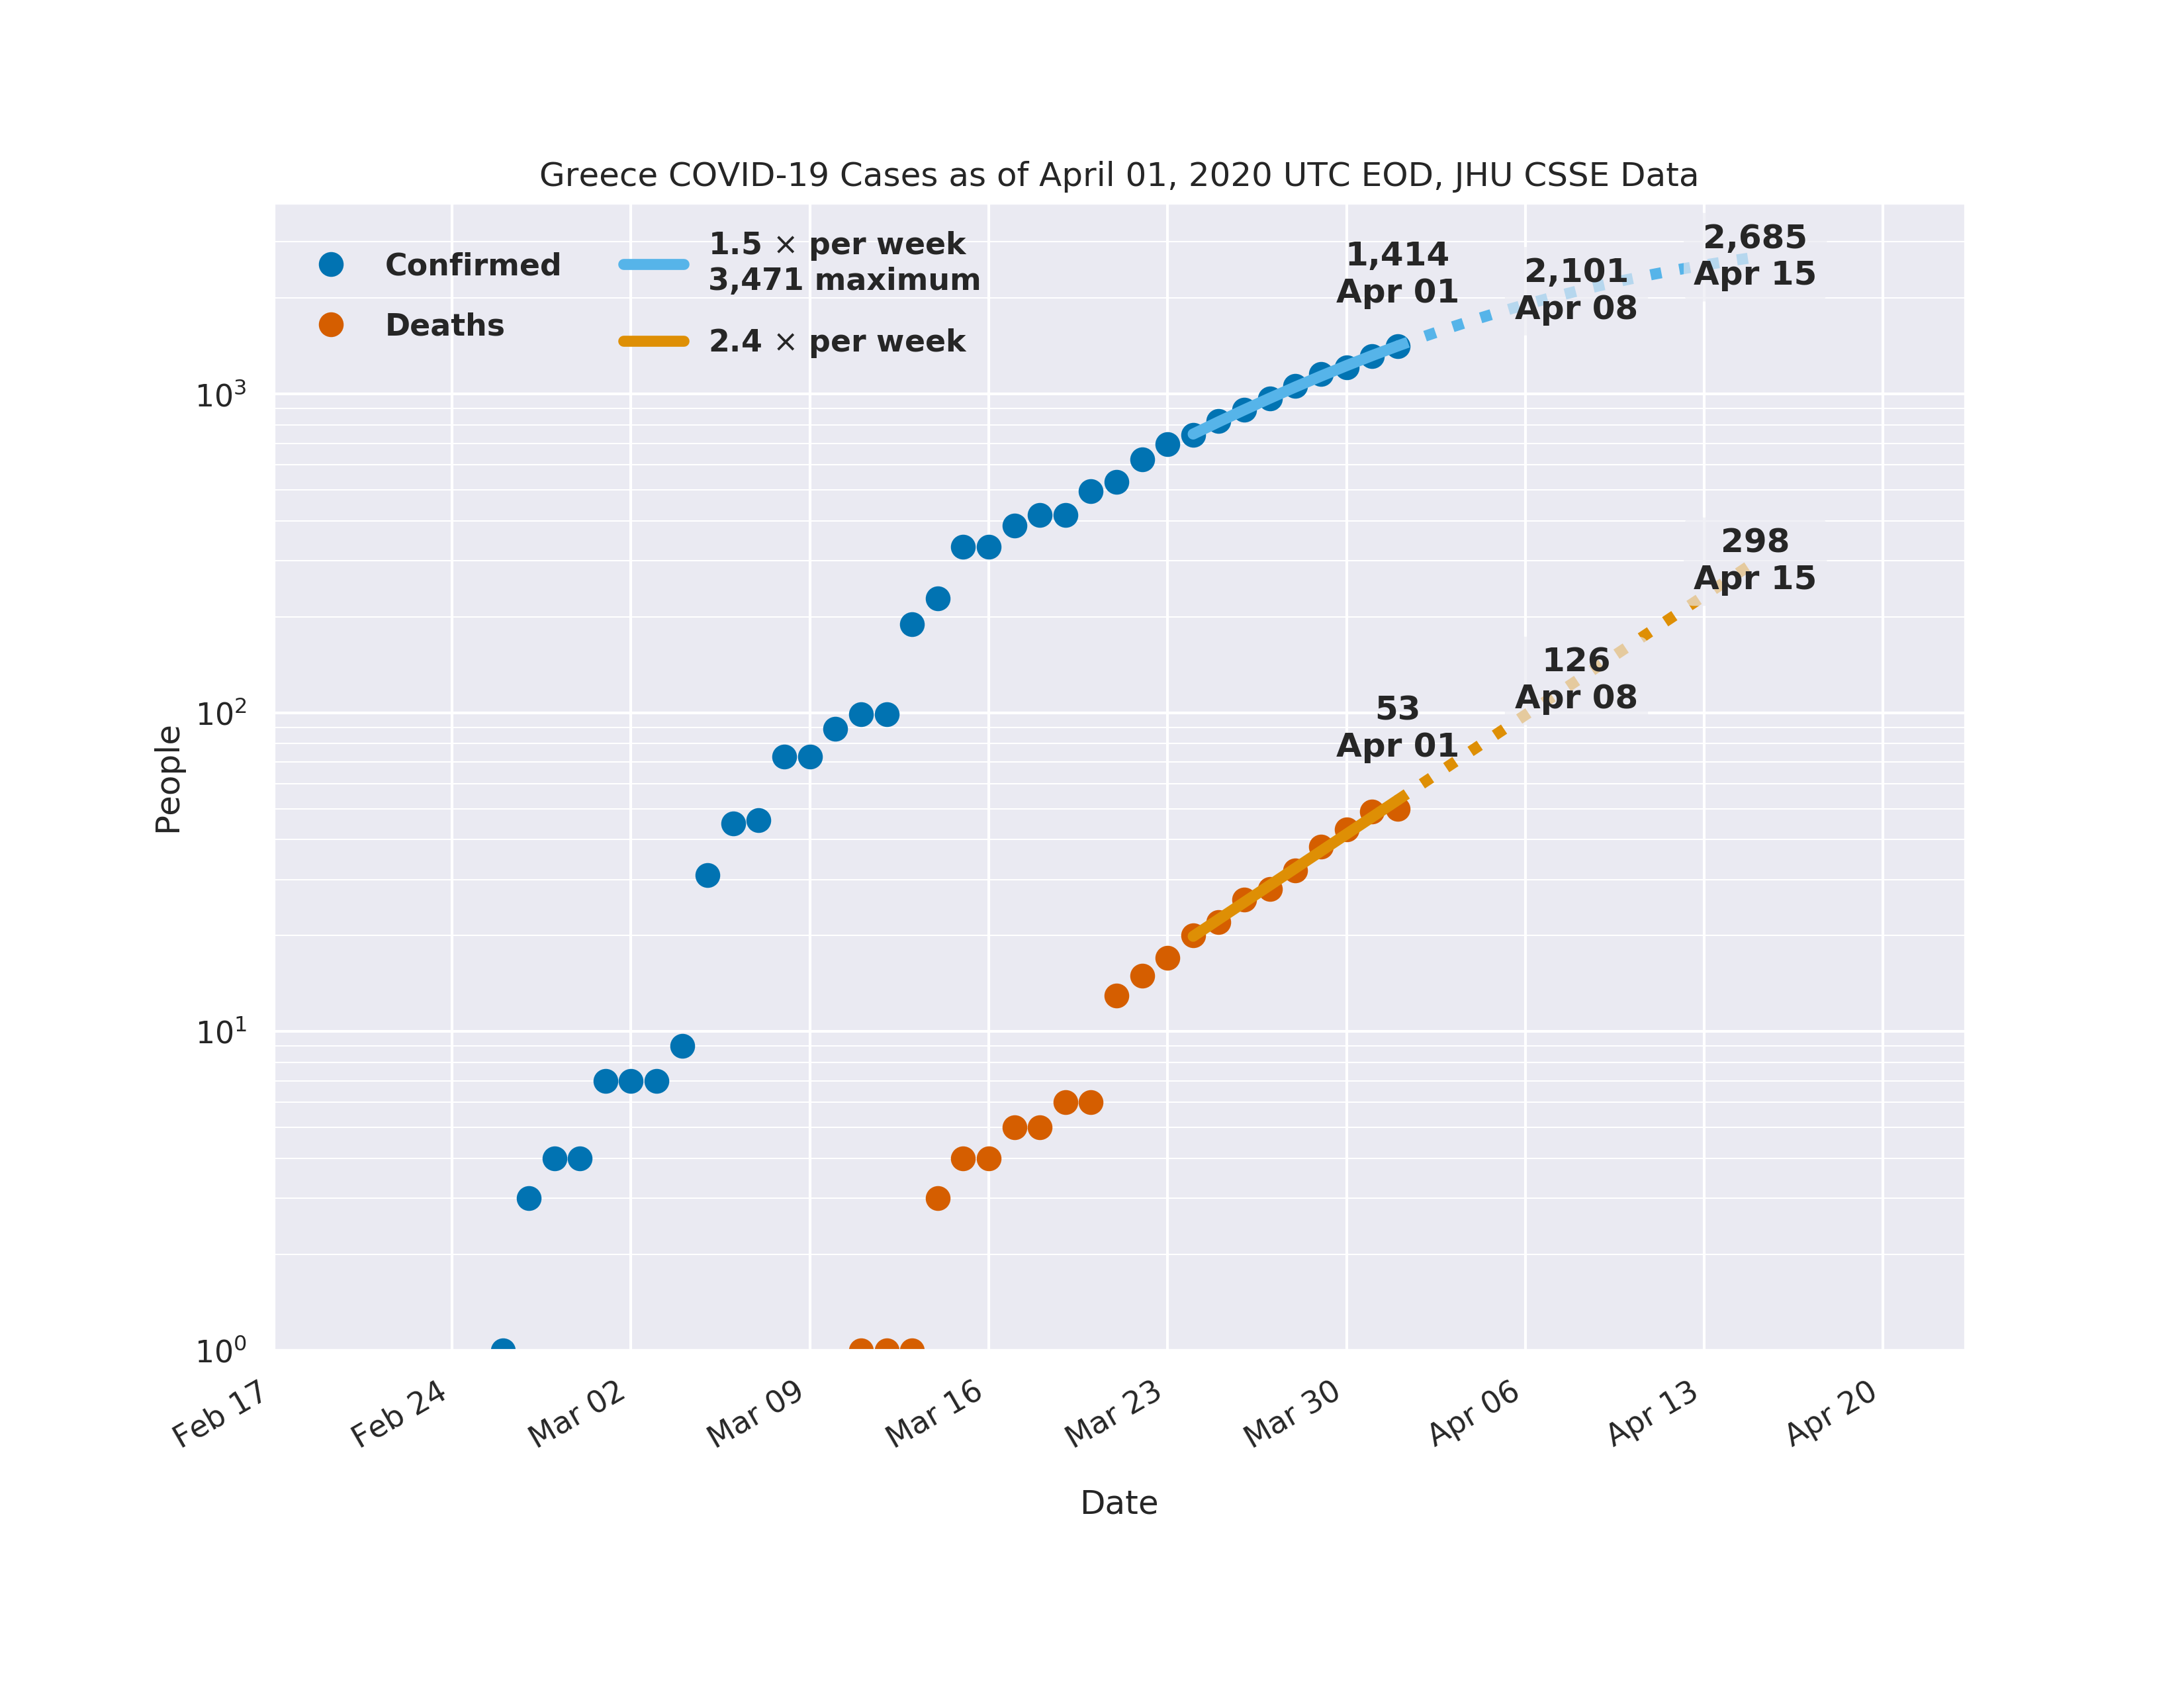 Greece COVID-19 Cases as of April 01, 2020 UTC EOD, JHU CSSE Data
Confirmed
Deaths
1.5 × per week
3,471 maximum
2.4 × per week
1,414
Apr 01
2,101
Apr 08
2,685
Apr 15
298
Apr 15
126
Apr 08
53
Apr 01
People
10³
10²
10¹
10⁰
Feb 17
Feb 24
Mar 02
Mar 09
Mar 16
Mar 23
Mar 30
Apr 06
Apr 13
Apr 20
Date